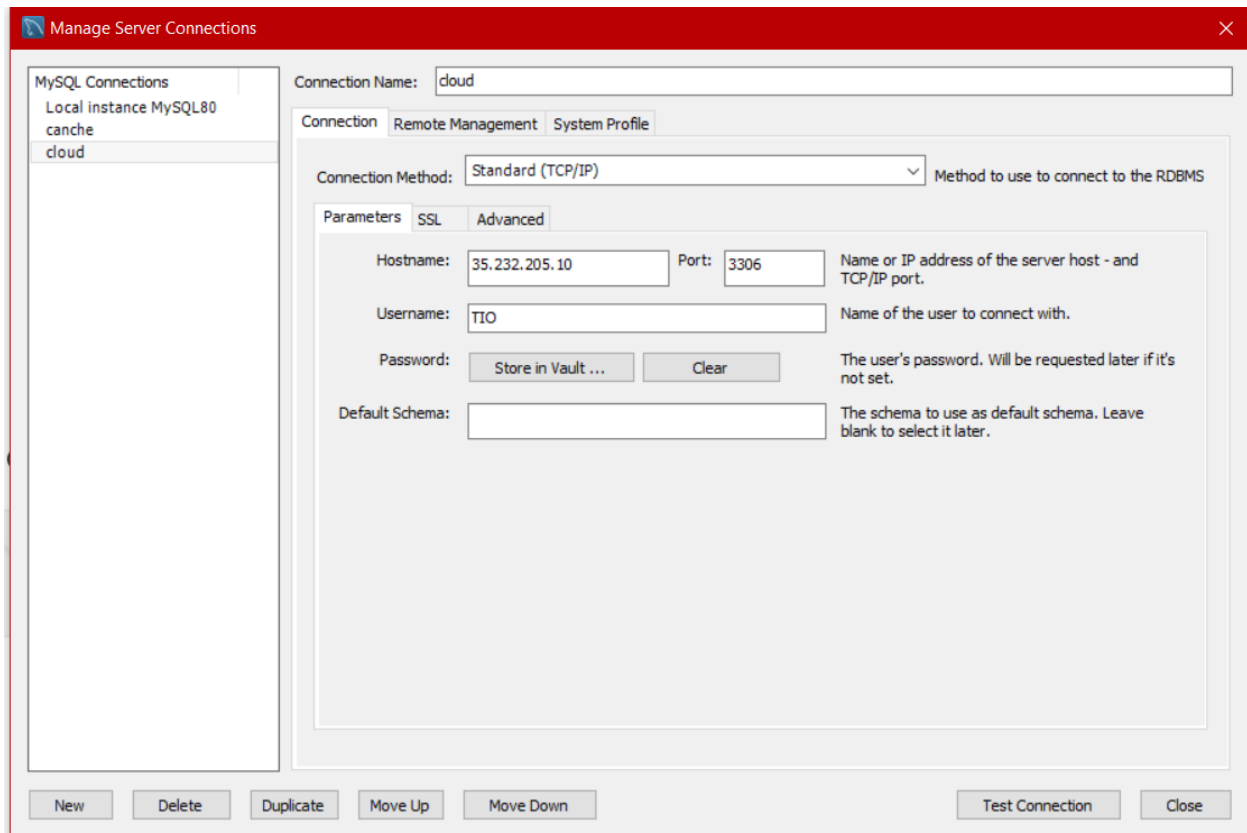 Manage Server Connections
MySQL Connections
Local instance MySQL80
canche
cloud
Connection Name: cloud
Connection Remote Management System Profile
Connection Method: Standard (TCP/IP) Method to use to connect to the RDBMS
Parameters SSL Advanced
Hostname: 35.232.205.10 Port: 3306 Name or IP address of the server host - and
TCP/IP port.
Username: TIO Name of the user to connect with.
Password: Store in Vault ... Clear The user's password. Will be requested later if it's
not set.
Default Schema: The schema to use as default schema. Leave
blank to select it later.
New Delete Duplicate Move Up Move Down Test Connection Close